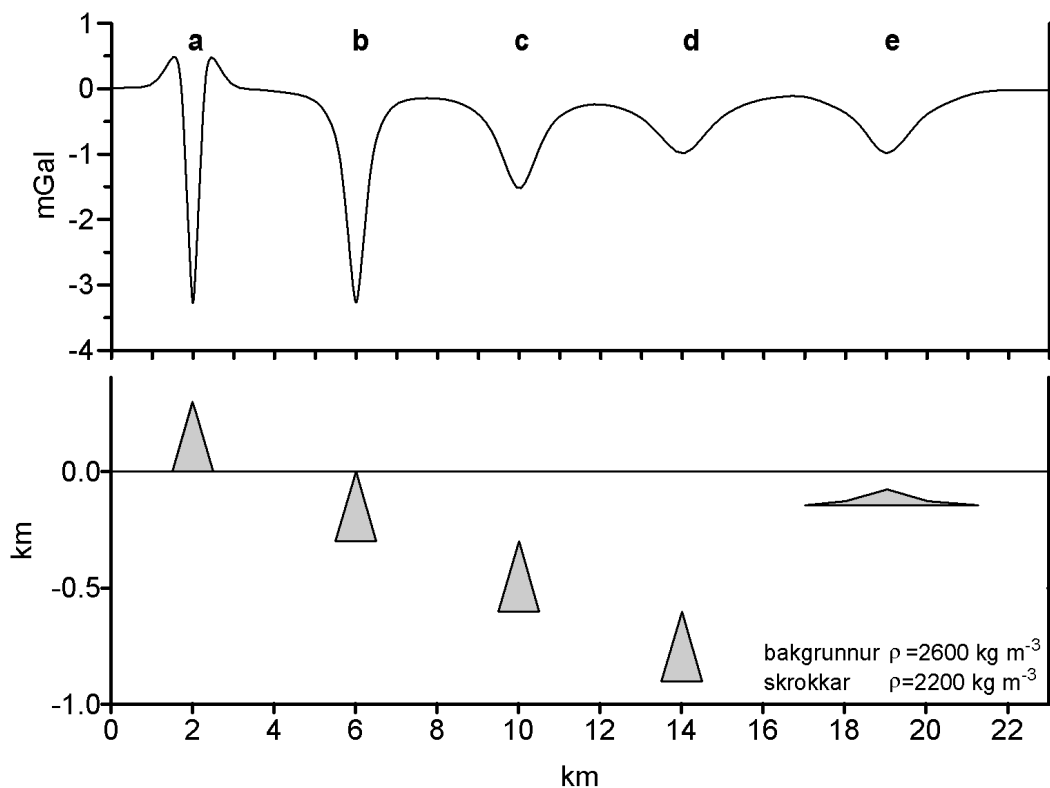 a b c d e
1
0
-1
-2
-3
-4
mGal
0.0
-0.5
-1.0
km
bakgrunnur ρ =2600 kg m-3
skrokkar ρ=2200 kg m-3
0 2 4 6 8 10 12 14 16 18 20 22
km